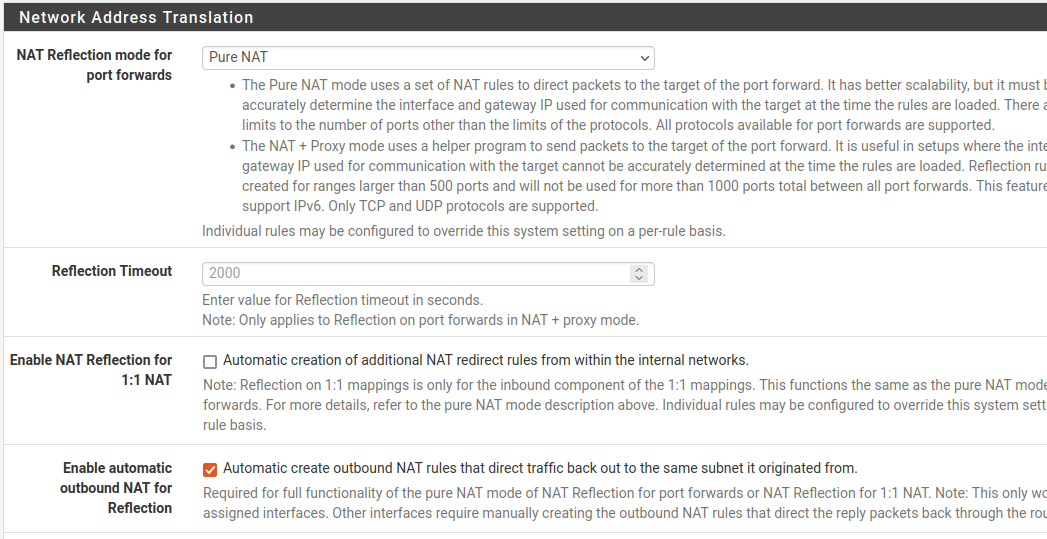 Network Address Translation
NAT Reflection mode for
port forwards
Pure NAT
• The Pure NAT mode uses a set of NAT rules to direct packets to the target of the port forward. It has better scalability, but it must
accurately determine the interface and gateway IP used for communication with the target at the time the rules are loaded. There
limits to the number of ports other than the limits of the protocols. All protocols available for port forwards are supported.
• The NAT + Proxy mode uses a helper program to send packets to the target of the port forward. It is useful in setups where the
gateway IP used for communication with the target cannot be accurately determined at the time the rules are loaded. Reflection
created for ranges larger than 500 ports and will not be used for more than 1000 ports total between all port forwards. This feature
support IPv6. Only TCP and UDP protocols are supported.
Individual rules may be configured to override this system setting on a per-rule basis.
Reflection Timeout
2000
Enter value for Reflection timeout in seconds.
Note: Only applies to Reflection on port forwards in NAT + proxy mode.
Enable NAT Reflection for
1:1 NAT
Automatic creation of additional NAT redirect rules from within the internal networks.
Note: Reflection on 1:1 mappings is only for the inbound component of the 1:1 mappings. This functions the same as the pure NAT mode
forwards. For more details, refer to the pure NAT mode description above. Individual rules may be configured to override this system
rule basis.
Enable automatic
outbound NAT for
Reflection
Automatic create outbound NAT rules that direct traffic back out to the same subnet it originated from.
Required for full functionality of the pure NAT mode of NAT Reflection for port forwards or NAT Reflection for 1:1 NAT. Note: This only
assigned interfaces. Other interfaces require manually creating the outbound NAT rules that direct the reply packets back through the